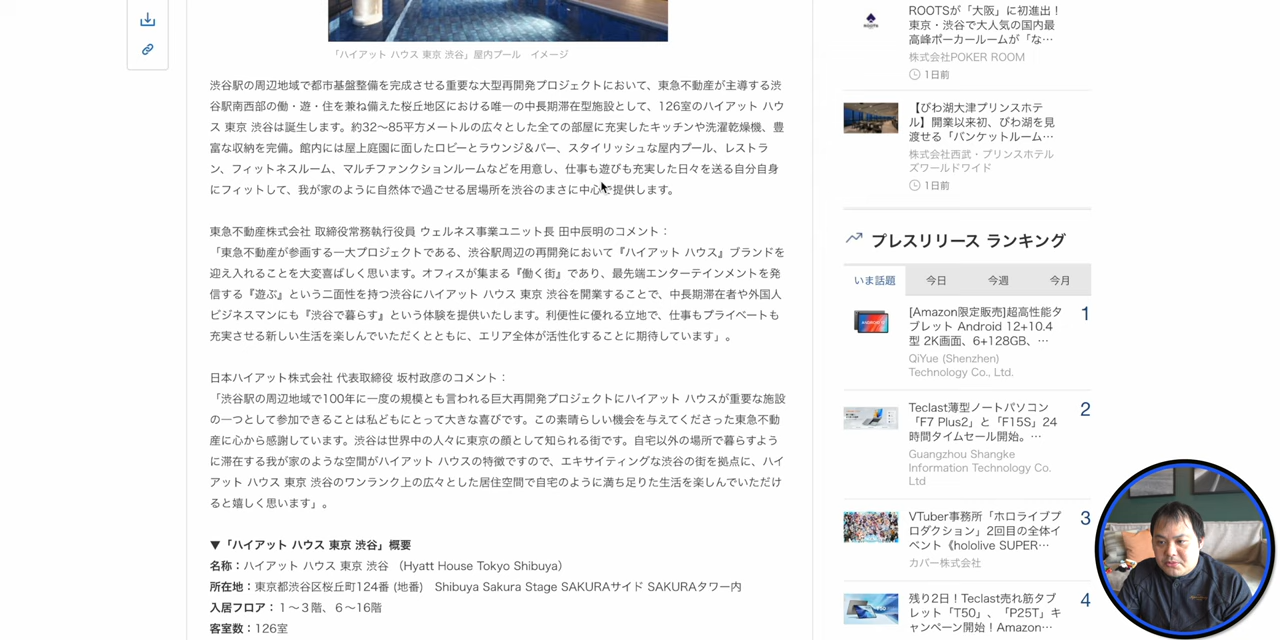 「ハイアット ハウス 東京 渋谷」屋内プール　イメージ
渋谷駅の周辺地域で都市基盤整備を完成させる重要な大型再開発プロジェクトにおいて、東急不動産が主導する渋
谷駅南西部の働・遊・住を兼ね備えた桜丘地区における唯一の中長期滞在型施設として、126室のハイアット ハウ
ス 東京 渋谷は誕生します。約32〜85平方メートルの広々とした全ての部屋に充実したキッチンや洗濯乾燥機、豊
富な収納を完備。館内には屋上庭園に面したロビーとラウンジ&バー、スタイリッシュな屋内プール、レストラ
ン、フィットネスルーム、マルチファンクションルームなどを用意し、仕事も遊びも充実した日々を送る自分自身
にフィットして、我が家のように自然体で過ごせる居場所を渋谷のまさに中心で提供します。
東急不動産株式会社 取締役常務執行役員 ウェルネス事業ユニット長 田中辰明のコメント：
「東急不動産が参画する一大プロジェクトである、渋谷駅周辺の再開発において『ハイアット ハウス』ブランドを
迎え入れることを大変喜ばしく思います。オフィスが集まる『働く街』であり、最先端エンターテインメントを発
信する『遊ぶ』という二面性を持つ渋谷にハイアット ハウス 東京 渋谷を開業することで、中長期滞在者や外国人
ビジネスマンにも『渋谷で暮らす』という体験を提供いたします。利便性に優れる立地で、仕事もプライベートも
充実させる新しい生活を楽しんでいただくとともに、エリア全体が活性化することに期待しています」。
日本ハイアット株式会社 代表取締役 坂村政彦のコメント：
「渋谷駅の周辺地域で100年に一度の規模とも言われる巨大再開発プロジェクトにハイアット ハウスが重要な施設
の一つとして参加できることは私どもにとって大きな喜びです。この素晴らしい機会を与えてくださった東急不動
産に心から感謝しています。渋谷は世界中の人々に東京の顔として知られる街です。自宅以外の場所で暮らすよう
に滞在する我が家のような空間がハイアット ハウスの特徴ですので、エキサイティングな渋谷の街を拠点に、ハイ
アット ハウス 東京 渋谷のワンランク上の広々とした居住空間で自宅のように満ち足りた生活を楽しんでいただけ
ると嬉しく思います」。
▼「ハイアット ハウス 東京 渋谷」概要
名称：ハイアット ハウス 東京 渋谷 （Hyatt House Tokyo Shibuya）
所在地：東京都渋谷区桜丘町124番 (地番)　Shibuya Sakura Stage SAKURAサイド SAKURAタワー内
入居フロア：１〜３階、６〜16階
客室数：126室
ROOTSが「大阪」に初進出！
東京・渋谷で大人気の国内最
高峰ポーカールームが「な…
株式会社POKER ROOM
1日前
【びわ湖大津プリンスホテ
ル】開業以来初、びわ湖を見
渡せる「バンケットルーム…
株式会社西武・プリンスホテル
ズワールドワイド
1日前
プレスリリース ランキング
いま話題 今日 今週 今月
[Amazon限定販売]超高性能タ
ブレット Android 12+10.4
型 2K画面、6+128GB、…
QiYue (Shenzhen)
Technology Co., Ltd.
1
Teclast薄型ノートパソコン
「F7 Plus2」と「F15S」24
時間タイムセール開始。…
Guangzhou Shangke
Information Technology Co.
Ltd
2
VTuber事務所「ホロライブプ
ロダクション」2回目の全体イ
ベント《hololive SUPER…
カバー株式会社
3
残り2日！Teclast売れ筋タブ
レット「T50」、「P25T」キ
ャンペーン開始！Amazon…
4